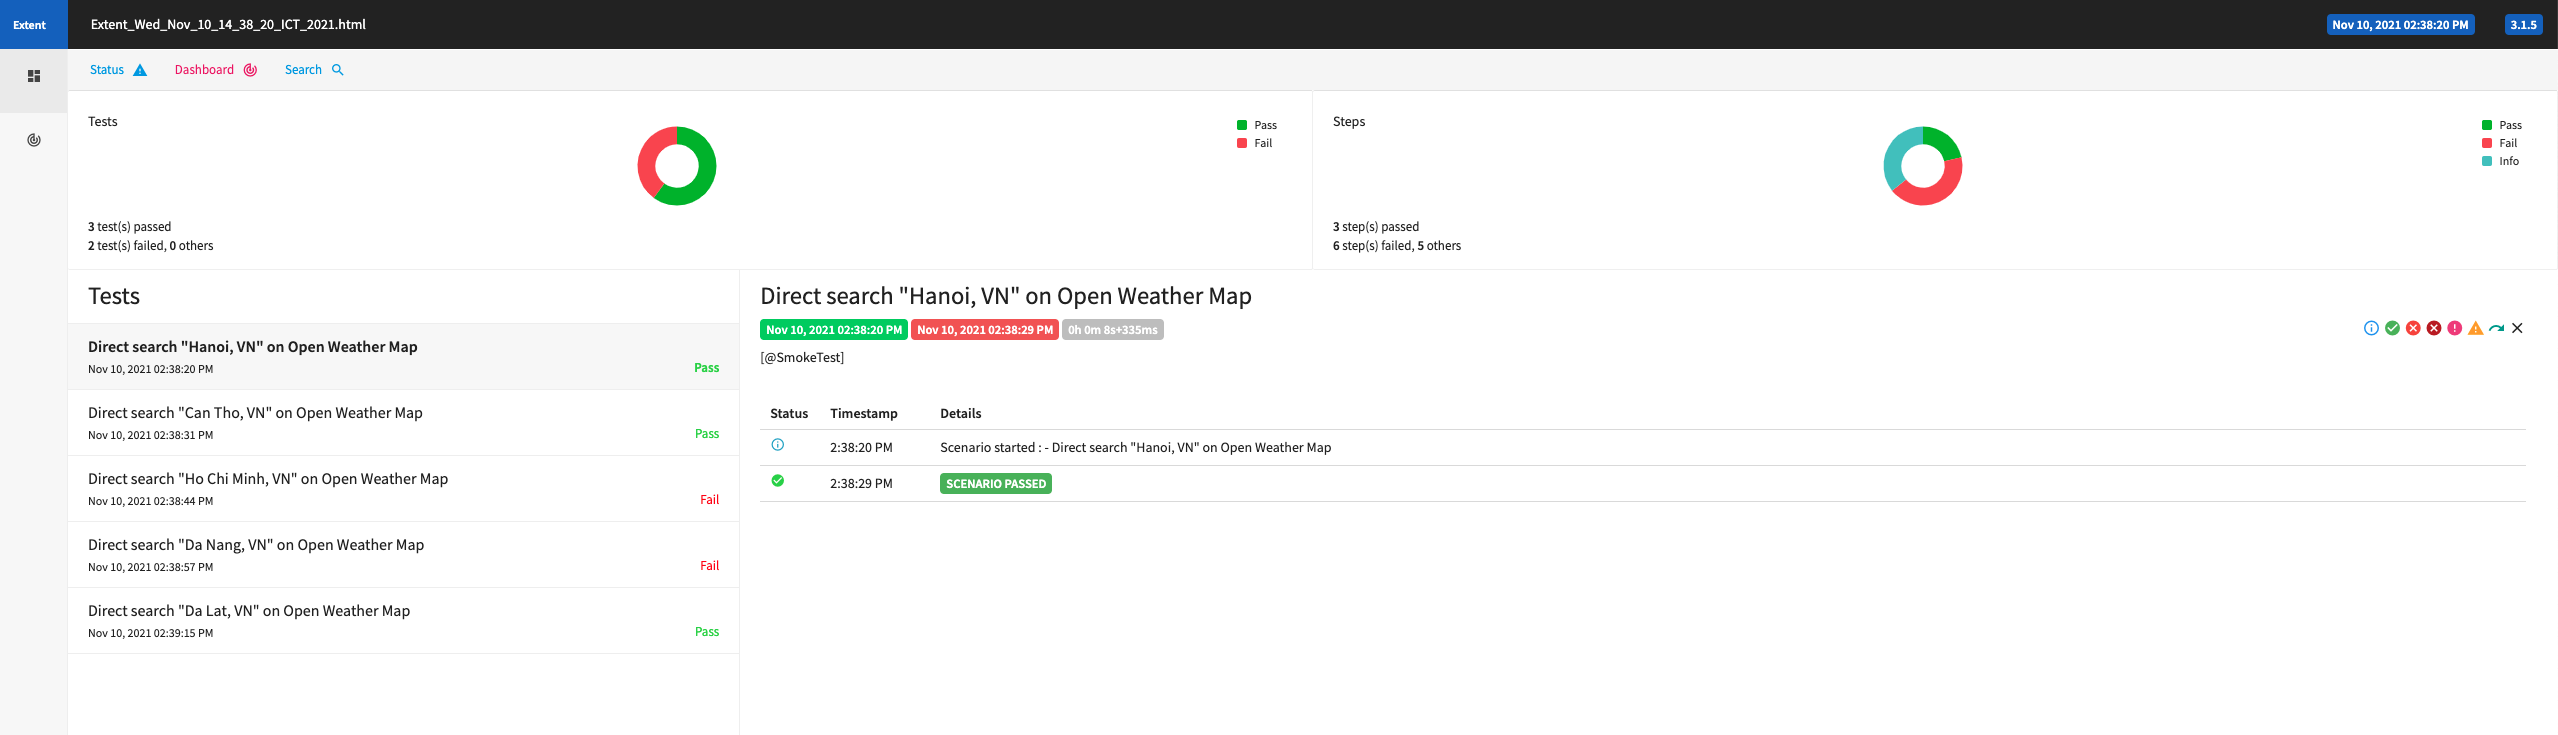 Extent
Extent_Wed_Nov_10_14_38_20_ICT_2021.html
Nov 10, 2021 02:38:20 PM
3.1.5
Status
Dashboard
Search
Tests
Pass
Fail
3 test(s) passed
2 test(s) failed, 0 others
Steps
Pass
Fail
Info
3 step(s) passed
6 step(s) failed, 5 others
Tests
Direct search "Hanoi, VN" on Open Weather Map
Nov 10, 2021 02:38:20 PM
Pass
Direct search "Can Tho, VN" on Open Weather Map
Nov 10, 2021 02:38:31 PM
Pass
Direct search "Ho Chi Minh, VN" on Open Weather Map
Nov 10, 2021 02:38:44 PM
Fail
Direct search "Da Nang, VN" on Open Weather Map
Nov 10, 2021 02:38:57 PM
Fail
Direct search "Da Lat, VN" on Open Weather Map
Nov 10, 2021 02:39:15 PM
Pass
Direct search "Hanoi, VN" on Open Weather Map
Nov 10, 2021 02:38:20 PM Nov 10, 2021 02:38:29 PM 0h 0m 8s+335ms
[@SmokeTest]
Status Timestamp Details
2:38:20 PM Scenario started : - Direct search "Hanoi, VN" on Open Weather Map
2:38:29 PM SCENARIO PASSED